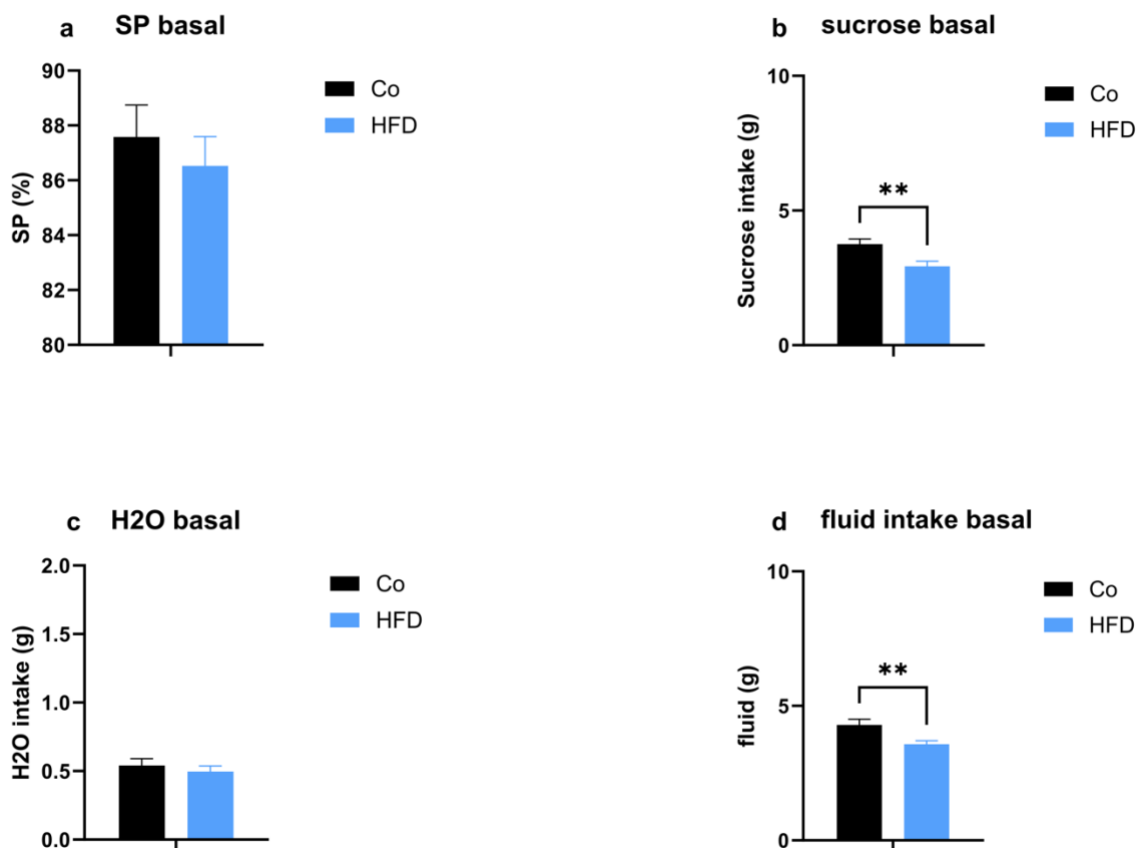 a SP basal
SP (%)
90
88
86
84
82
80
Co
HFD
b sucrose basal
Sucrose intake (g)
10
5
0
**
Co
HFD
c H2O basal
H2O intake (g)
2.0
1.5
1.0
0.5
0.0
Co
HFD
d fluid intake basal
fluid (g)
10
5
0
**
Co
HFD